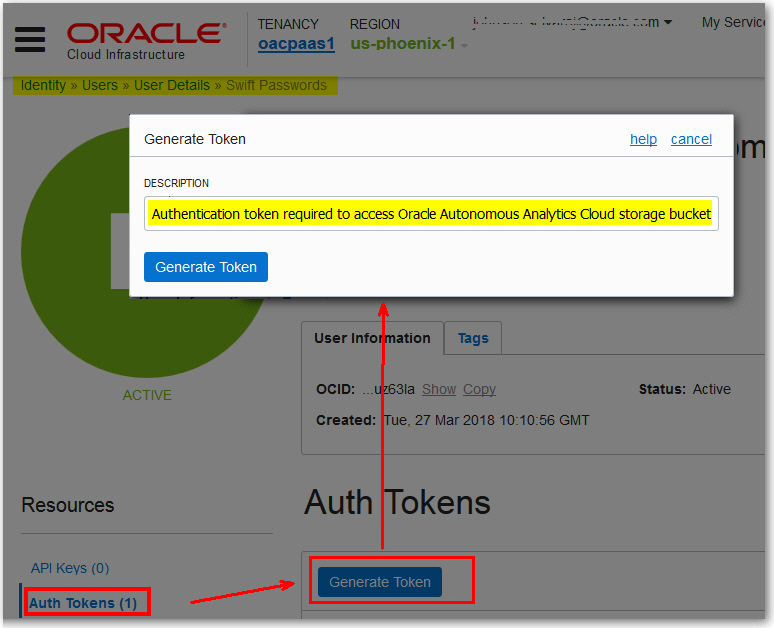 ORACLE®
Cloud Infrastructure
TENANCY
oacpaas1
REGION
us-phoenix-1
My Servic
Identity » Users » User Details » Swift Passwords
Generate Token
help cancel
DESCRIPTION
Authentication token required to access Oracle Autonomous Analytics Cloud storage bucket
Generate Token
om
ACTIVE
User Information Tags
OCID: ...uz63la Show Copy
Status: Active
Created: Tue, 27 Mar 2018 10:10:56 GMT
Resources
API Keys (0)
Auth Tokens (1)
Auth Tokens
Generate Token